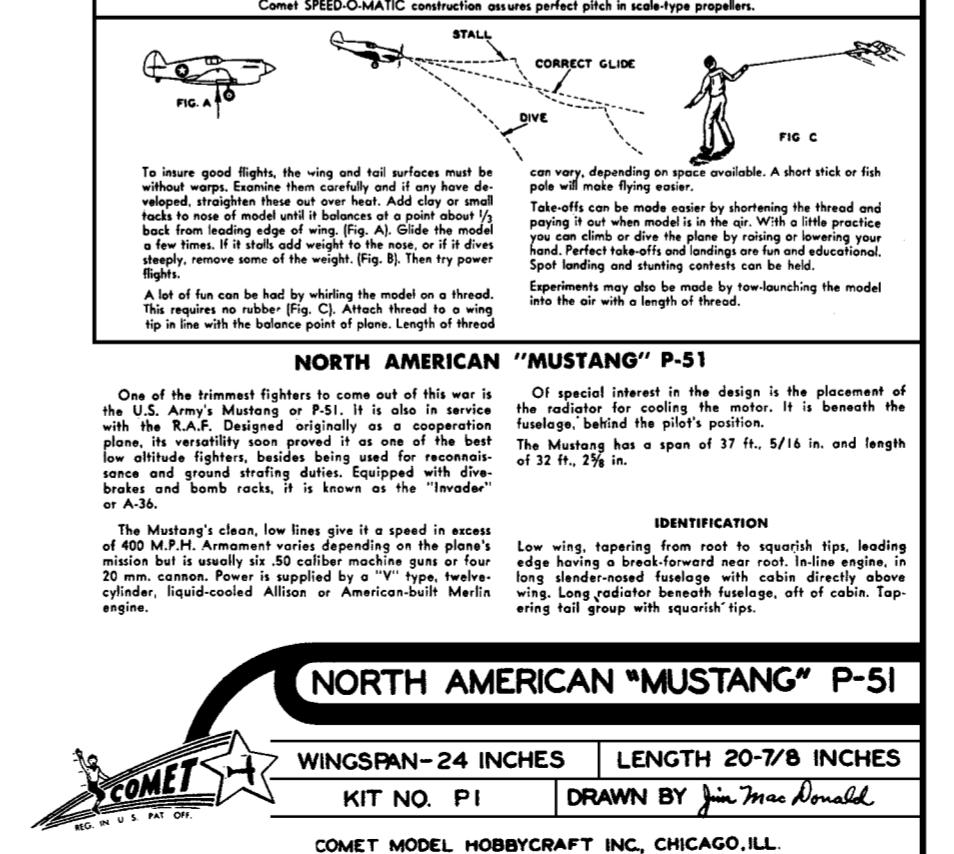 Comet SPEED-O-MATIC construction assures perfect pitch in scale-type propellers.
STALL
CORRECT GLIDE
FIG. A
DIVE
FIG C
To insure good flights, the wing and tail surfaces must be
without warps. Examine them carefully and if any have de-
veloped, straighten these out over heat. Add clay or small
tacks to nose of model until it balances at a point about 1/3
back from leading edge of wing. (Fig. A). Glide the model
a few times. If it stalls add weight to the nose, or if it dives
steeply, remove some of the weight. (Fig. B). Then try power
flights.
A lot of fun can be had by whirling the model on a thread.
This requires no rubber (Fig. C). Attach thread to a wing
tip in line with the balance point of plane. Length of thread
can vary, depending on space available. A short stick or fish
pole will make flying easier.
Take-offs can be made easier by shortening the thread and
paying it out when model is in the air. With a little practice
you can climb or dive the plane by raising or lowering your
hand. Perfect take-offs and landings are fun and educational.
Spot landing and stunting contests can be held.
Experiments may also be made by tow-launching the model
into the air with a length of thread.
NORTH AMERICAN "MUSTANG" P-51
One of the trimmest fighters to come out of this war is
the U.S. Army's Mustang or P-51. It is also in service
with the R.A.F. Designed originally as a cooperation
plane, its versatility soon proved it as one of the best
low altitude fighters, besides being used for reconnais-
sance and ground strafing duties. Equipped with dive-
brakes and bomb racks, it is known as the "Invader"
or A-36.
The Mustang's clean, low lines give it a speed in excess
of 400 M.P.H. Armament varies depending on the plane's
mission but is usually six .50 caliber machine guns or four
20 mm. cannon. Power is supplied by a "V" type, twelve-
cylinder, liquid-cooled Allison or American-built Merlin
engine.
Of special interest in the design is the placement of
the radiator for cooling the motor. It is beneath the
fuselage, behind the pilot's position.
The Mustang has a span of 37 ft., 5/16 in. and length
of 32 ft., 2⅝ in.
IDENTIFICATION
Low wing, tapering from root to squarish tips, leading
edge having a break-forward near root. In-line engine, in
long slender-nosed fuselage with cabin directly above
wing. Long radiator beneath fuselage, aft of cabin. Tap-
ering tail group with squarish tips.
NORTH AMERICAN "MUSTANG" P-51
COMET
REG. IN U.S. PAT OFF.
WINGSPAN-24 INCHES
LENGTH 20-7/8 INCHES
KIT NO. P1
DRAWN BY Jim Mac Donald
COMET MODEL HOBBYCRAFT INC., CHICAGO, ILL.